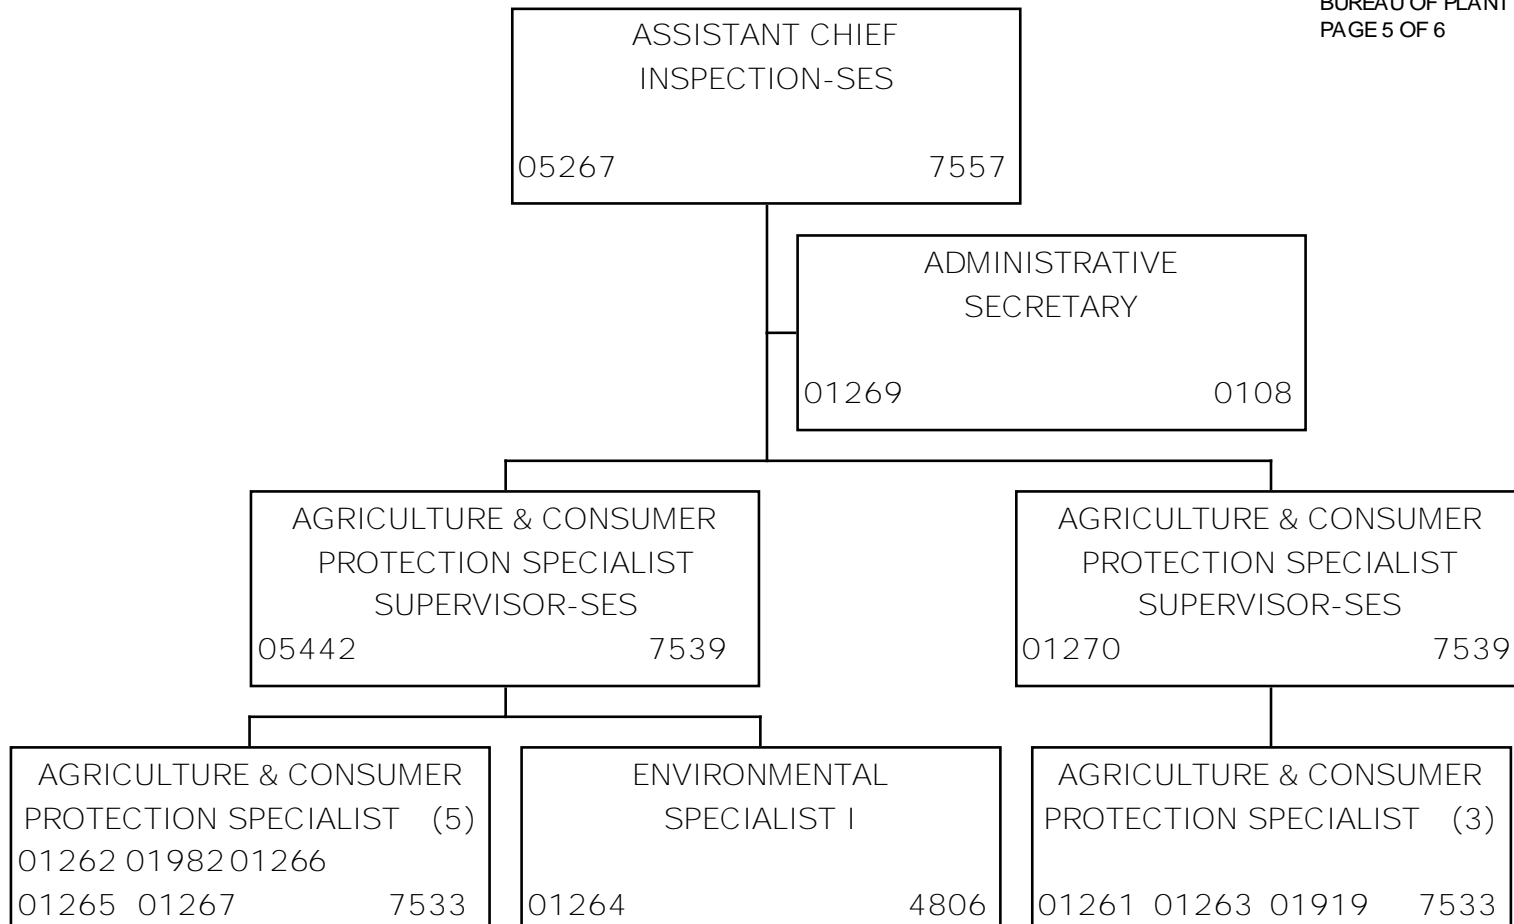 BUREAU OF PLANT
PAGE 5 OF 6
ASSISTANT CHIEF
INSPECTION-SES
05267 7557
ADMINISTRATIVE
SECRETARY
01269 0108
AGRICULTURE & CONSUMER
PROTECTION SPECIALIST
SUPERVISOR-SES
05442 7539
AGRICULTURE & CONSUMER
PROTECTION SPECIALIST
SUPERVISOR-SES
01270 7539
AGRICULTURE & CONSUMER
PROTECTION SPECIALIST (5)
01262 01982 01266
01265 01267 7533
ENVIRONMENTAL
SPECIALIST I
01264 4806
AGRICULTURE & CONSUMER
PROTECTION SPECIALIST (3)
01261 01263 01919 7533